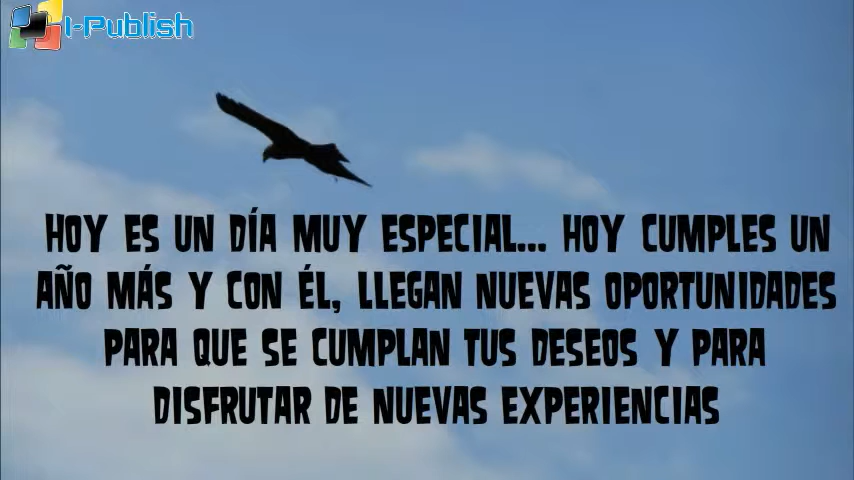 I-Publish
HOY ES UN DÍA MUY ESPECIAL... HOY CUMPLES UN
AÑO MÁS Y CON ÉL, LLEGAN NUEVAS OPORTUNIDADES
PARA QUE SE CUMPLAN TUS DESEOS Y PARA
DISFRUTAR DE NUEVAS EXPERIENCIAS